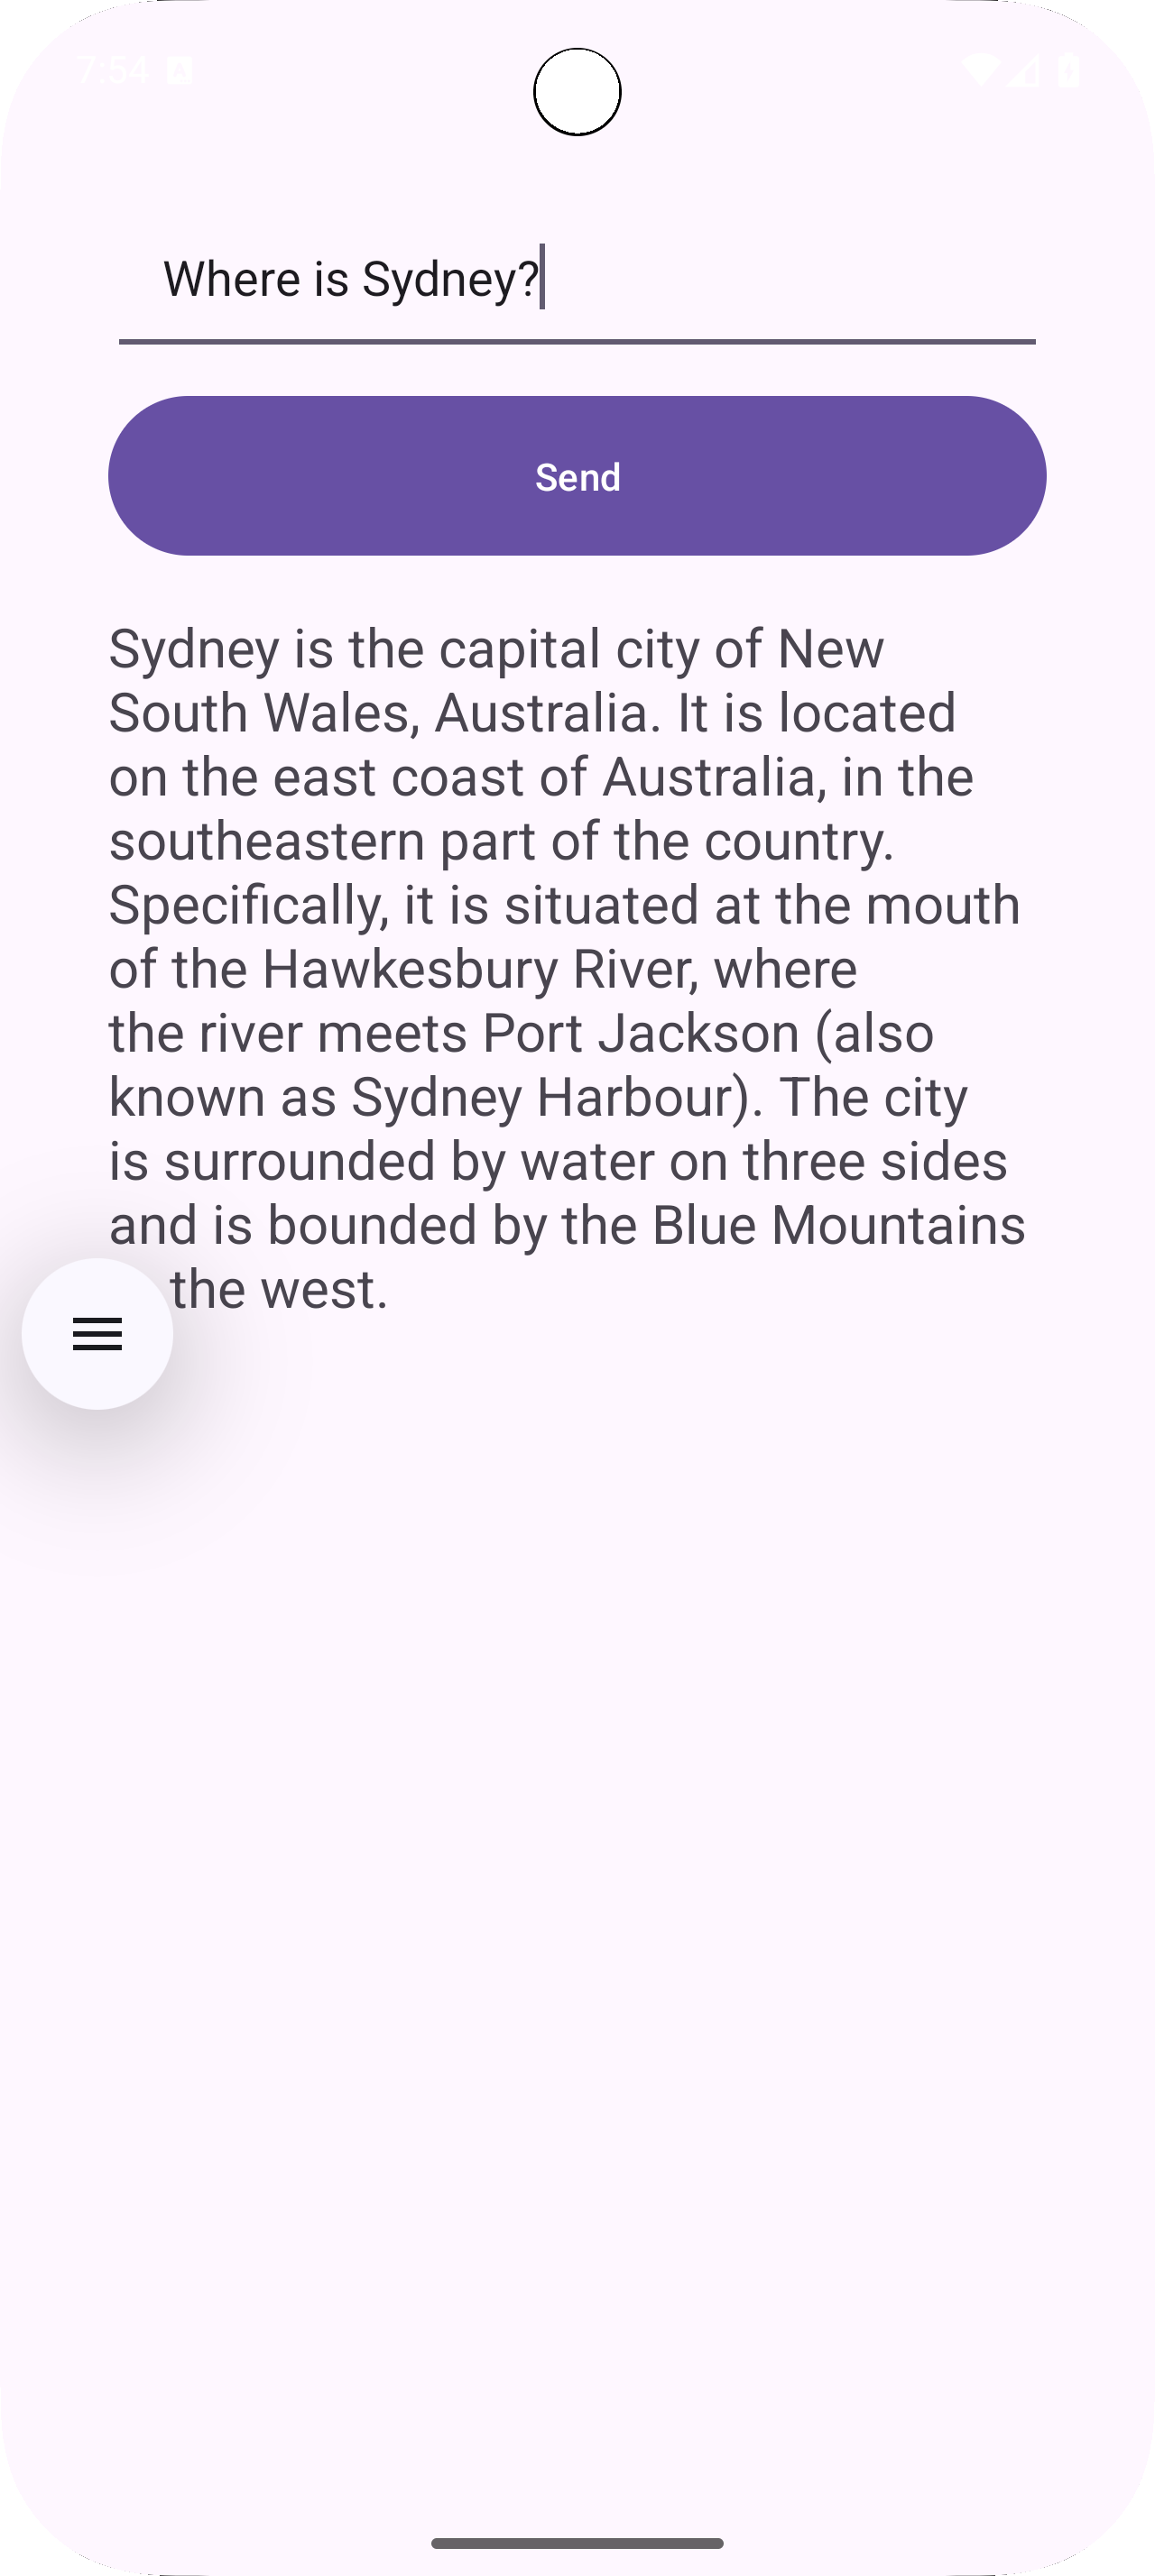 7:54
Where is Sydney?
Send
Sydney is the capital city of New
South Wales, Australia. It is located
on the east coast of Australia, in the
southeastern part of the country.
Specifically, it is situated at the mouth
of the Hawkesbury River, where
the river meets Port Jackson (also
known as Sydney Harbour). The city
is surrounded by water on three sides
and is bounded by the Blue Mountains
the west.